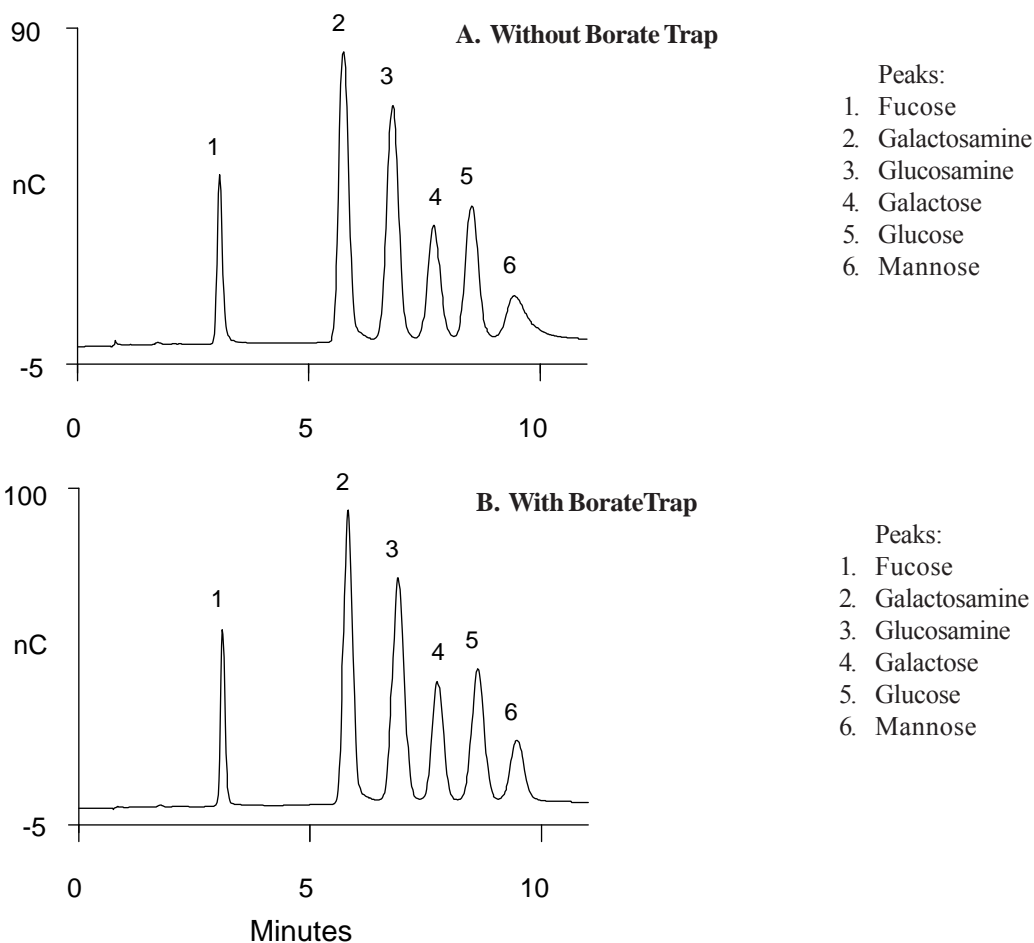 90
2
A. Without Borate Trap
3
1
nC
4
5
6
-5
0
5
10
Peaks:
1. Fucose
2. Galactosamine
3. Glucosamine
4. Galactose
5. Glucose
6. Mannose
100
2
B. With BorateTrap
3
1
nC
4
5
6
-5
0
5
10
Minutes
Peaks:
1. Fucose
2. Galactosamine
3. Glucosamine
4. Galactose
5. Glucose
6. Mannose